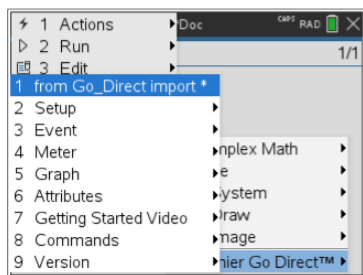 1 Actions
Doc
CAPS RAD
2 Run
1/1
3 Edit
1 from Go_Direct import *
2 Setup
3 Event
4 Meter
5 Graph
6 Attributes
7 Getting Started Video
8 Commands
9 Version
mplex Math
e
ystem
raw
mage
nier Go Direct™